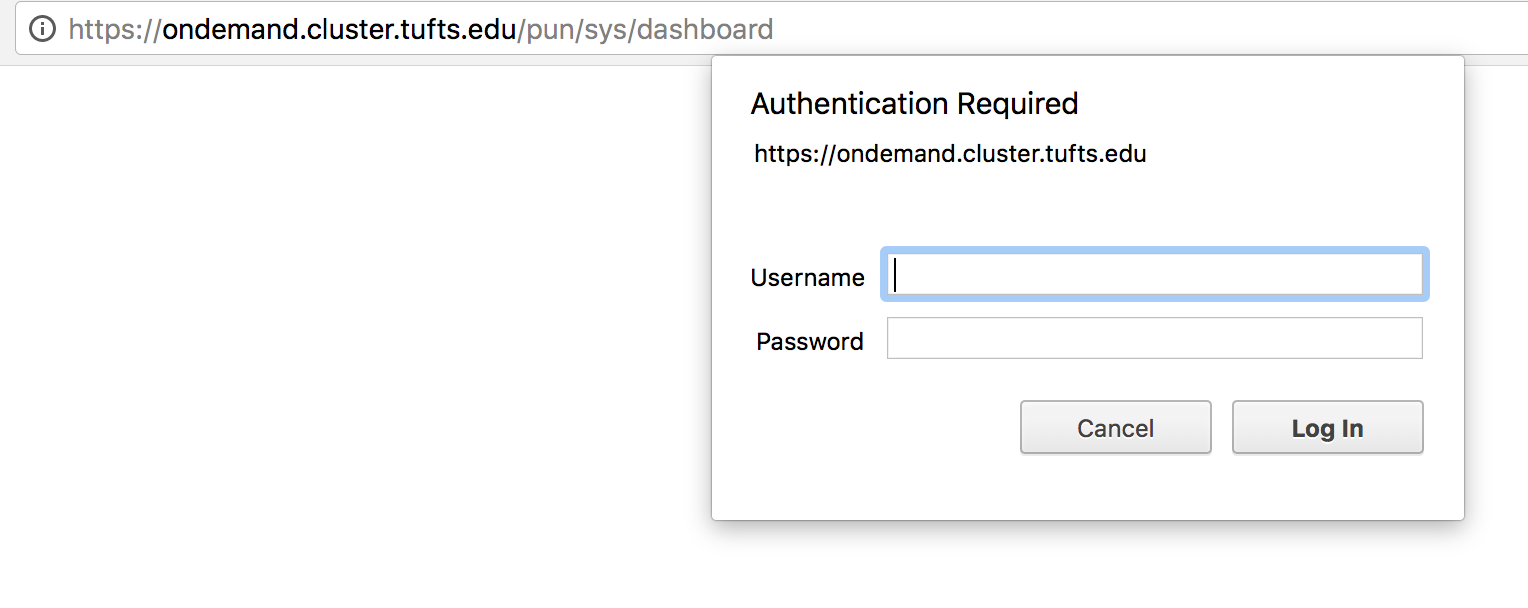 https://ondemand.cluster.tufts.edu/pun/sys/dashboard
Authentication Required
https://ondemand.cluster.tufts.edu
Username
Password
Cancel Log In